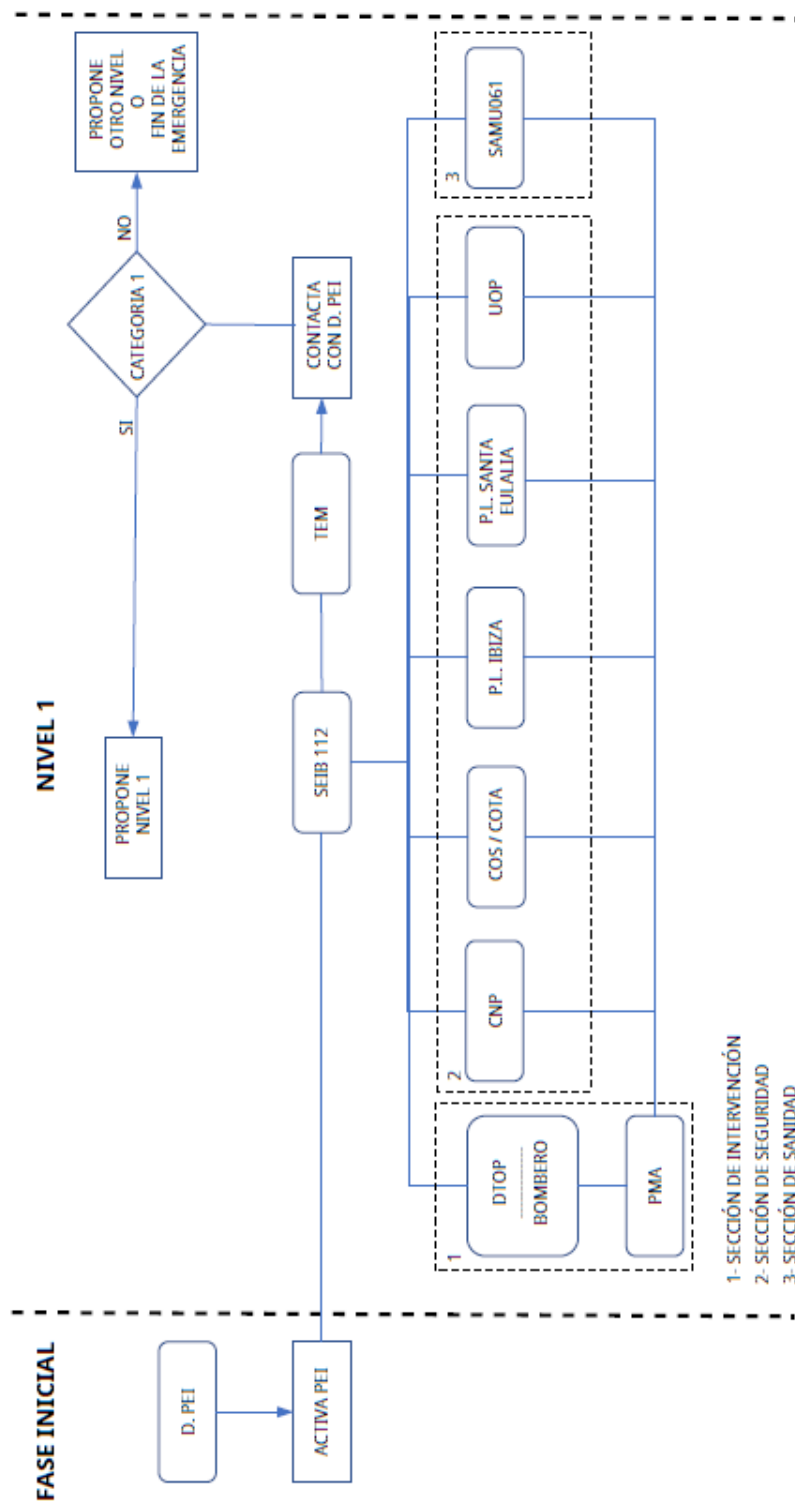 FASE INICIAL
NIVEL 1
D. PEI
ACTIVA PEI
PROPONE
NIVEL 1
SI
CATEGORIA 1
NO
PROPONE
OTRO NIVEL
O
FIN DE LA
EMERGENCIA
SEIB 112
TEM
CONTACTA
CON D. PEI
1
DTOP
BOMBERO
PMA
2
CNP
COS / COTA
P.L. IBIZA
P.L. SANTA
EULALIA
UOP
3
SAMU061
1- SECCIÓN DE INTERVENCIÓN
2- SECCIÓN DE SEGURIDAD
3- SECCIÓN DE SANIDAD